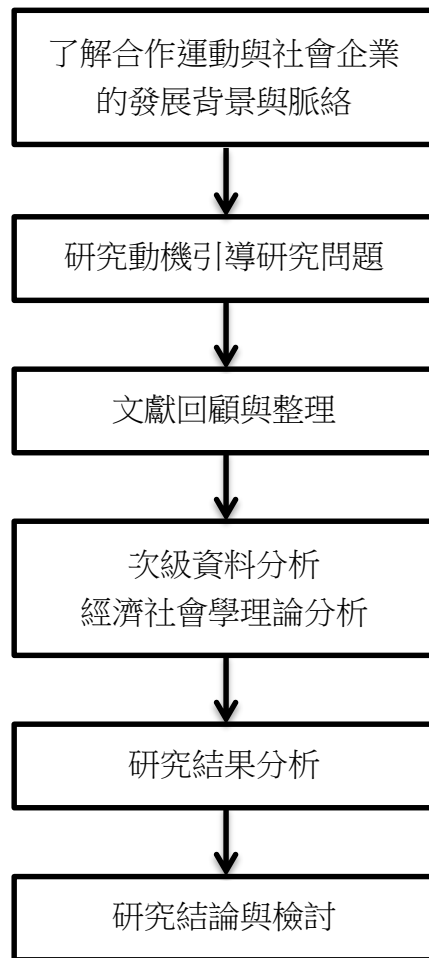 了解合作運動與社會企業
的發展背景與脈絡
研究動機引導研究問題
文獻回顧與整理
次級資料分析
經濟社會學理論分析
研究結果分析
研究結論與檢討